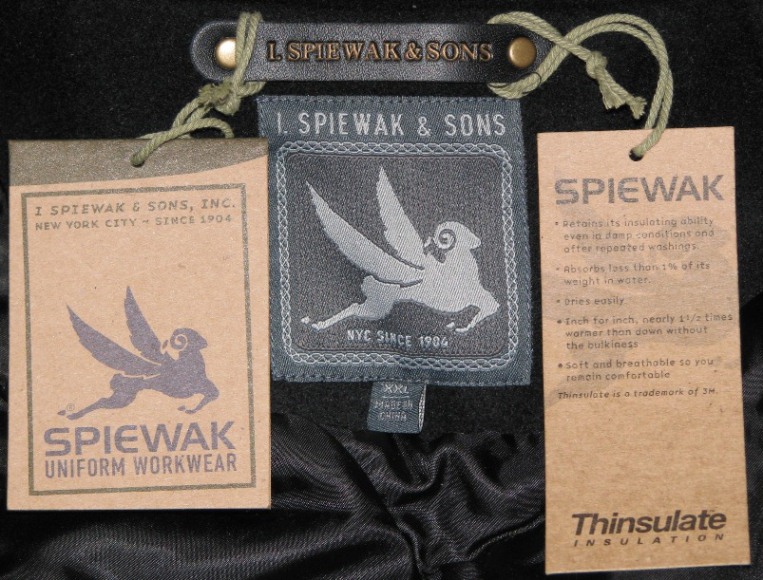 I. SPIEWAK & SONS
I. SPIEWAK & SONS
NYC SINCE 1904
XXL
MADE IN
CHINA
I SPIEWAK & SONS, INC.
NEW YORK CITY ~ SINCE 1904
®
SPIEWAK
UNIFORM WORKWEAR
SPIEWAK
• Retains its insulating ability
even in damp conditions and
after repeated washings.
• Absorbs less than 1% of its
weight in water.
• Dries easily.
• Inch for inch, nearly 1 1/2 times
warmer than down without
the bulkiness
• Soft and breathable so you
remain comfortable
Thinsulate is a trademark of 3M.
Thinsulate
INSULATION